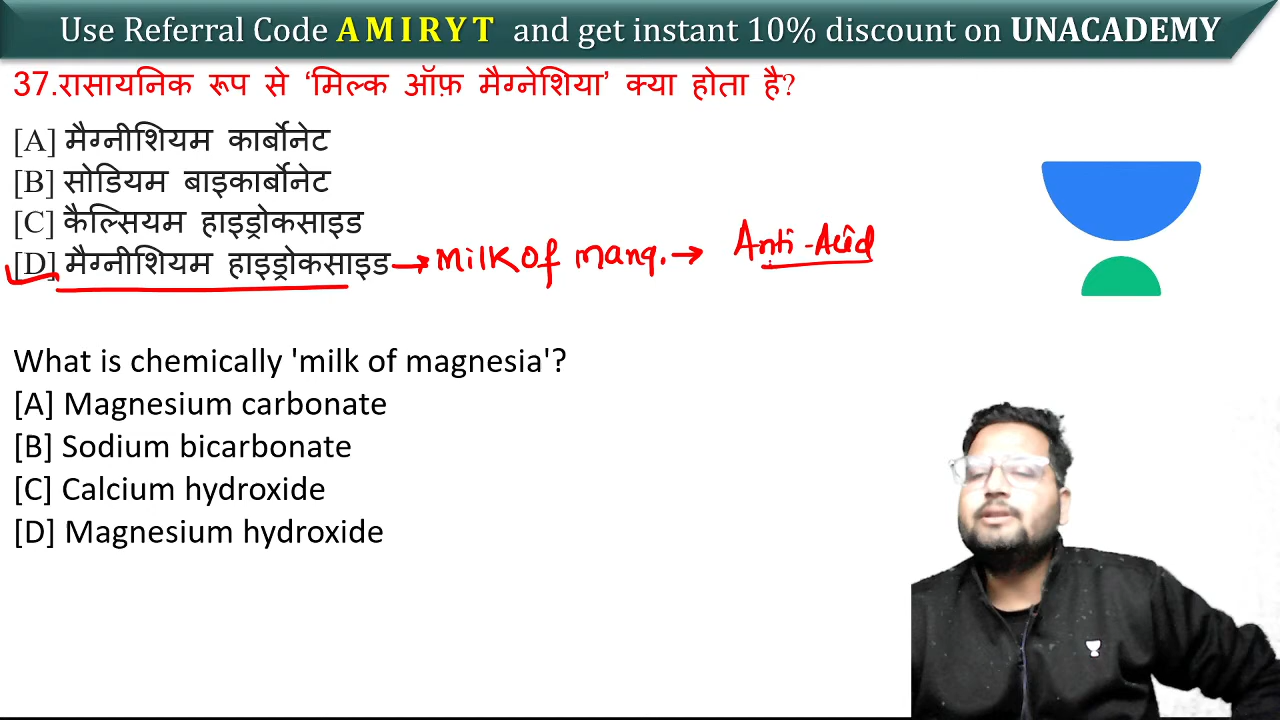 Use Referral Code AMIRYT and get instant 10% discount on UNACADEMY
37.रासायनिक रूप से ‘मिल्क ऑफ़ मैग्नेशिया’ क्या होता है?
[A] मैग्नीशियम कार्बोनेट
[B] सोडियम बाइकार्बोनेट
[C] कैल्सियम हाइड्रोकसाइड
[D] मैग्नीशियम हाइड्रोकसाइड → milk of mang. → Anti-Acid
What is chemically 'milk of magnesia'?
[A] Magnesium carbonate
[B] Sodium bicarbonate
[C] Calcium hydroxide
[D] Magnesium hydroxide